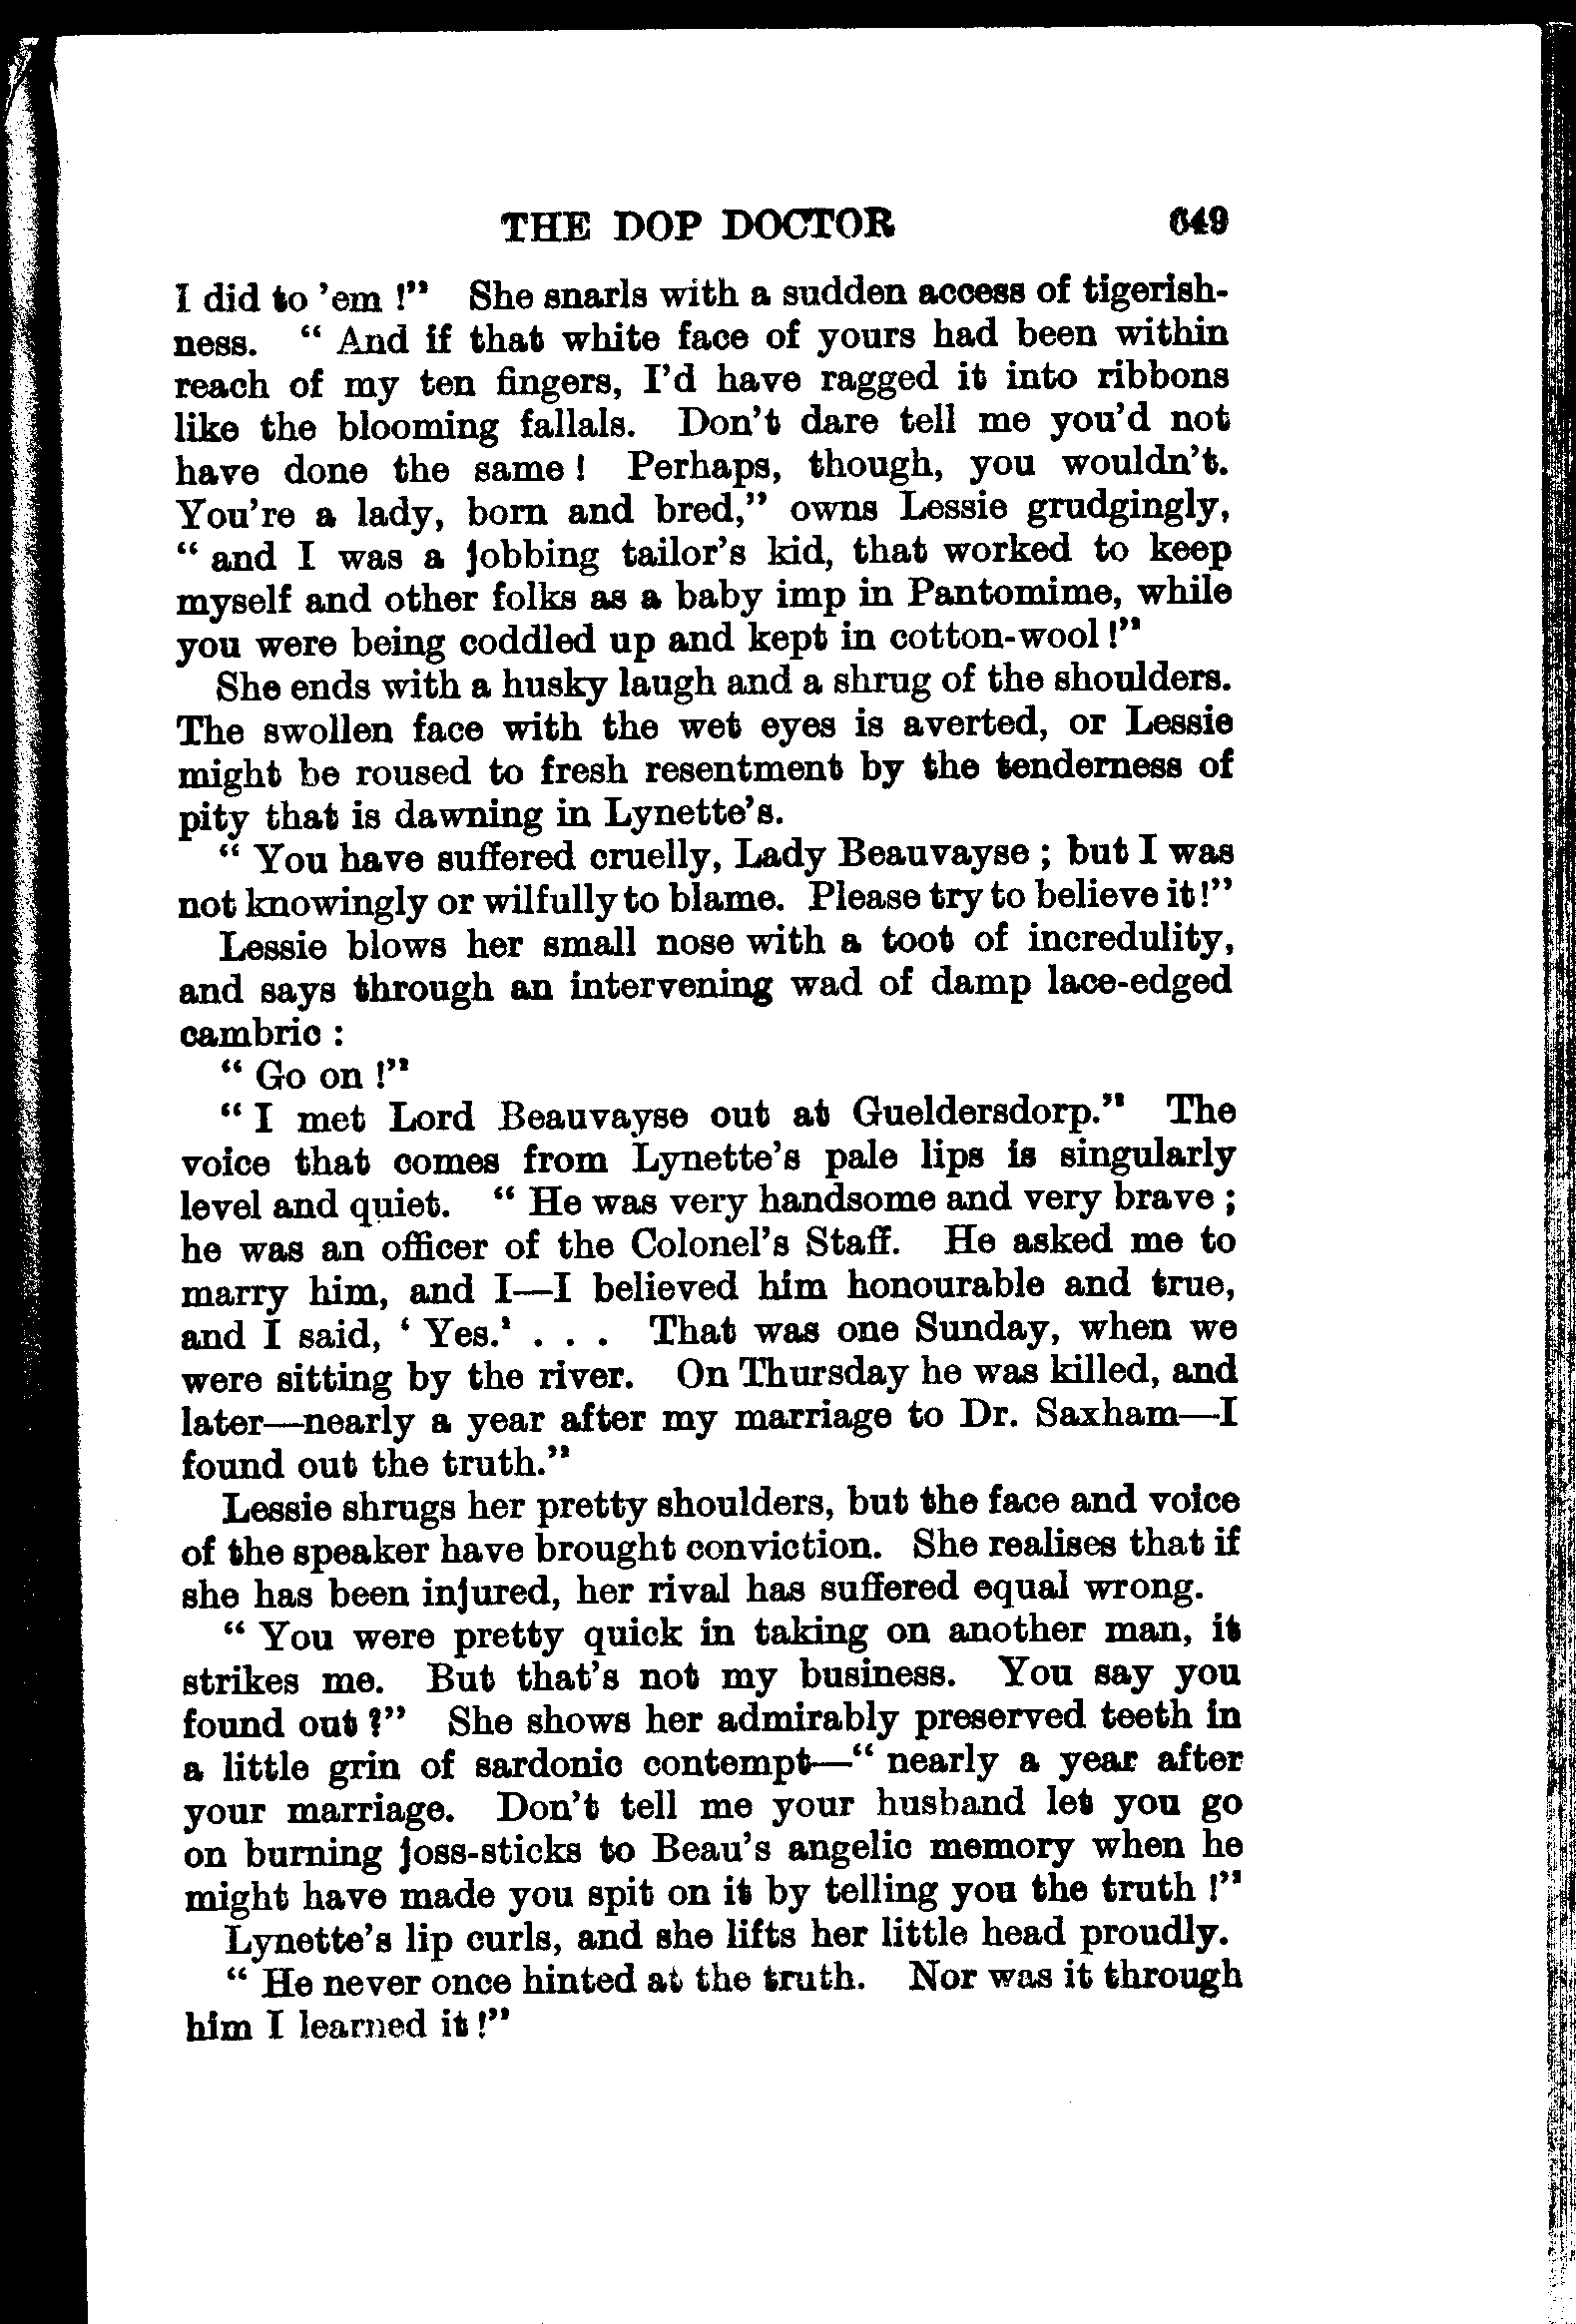 THE DOP DOCTOR 649
I did to 'em !" She snarls with a sudden access of tigerish-
ness. " And if that white face of yours had been within
reach of my ten fingers, I'd have ragged it into ribbons
like the blooming fallals. Don't dare tell me you'd not
have done the same ! Perhaps, though, you wouldn't.
You're a lady, born and bred," owns Lessie grudgingly,
" and I was a jobbing tailor's kid, that worked to keep
myself and other folks as a baby imp in Pantomime, while
you were being coddled up and kept in cotton-wool !"
She ends with a husky laugh and a shrug of the shoulders.
The swollen face with the wet eyes is averted, or Lessie
might be roused to fresh resentment by the tenderness of
pity that is dawning in Lynette's.
" You have suffered cruelly, Lady Beauvayse ; but I was
not knowingly or wilfully to blame. Please try to believe it!"
Lessie blows her small nose with a toot of incredulity,
and says through an intervening wad of damp lace-edged
cambric :
" Go on !"
" I met Lord Beauvayse out at Gueldersdorp." The
voice that comes from Lynette's pale lips is singularly
level and quiet. " He was very handsome and very brave ;
he was an officer of the Colonel's Staff. He asked me to
marry him, and I—I believed him honourable and true,
and I said, ' Yes.' . . . That was one Sunday, when we
were sitting by the river. On Thursday he was killed, and
later—nearly a year after my marriage to Dr. Saxham—I
found out the truth."
Lessie shrugs her pretty shoulders, but the face and voice
of the speaker have brought conviction. She realises that if
she has been injured, her rival has suffered equal wrong.
" You were pretty quick in taking on another man, it
strikes me. But that's not my business. You say you
found out ?" She shows her admirably preserved teeth in
a little grin of sardonic contempt—" nearly a year after
your marriage. Don't tell me your husband let you go
on burning joss-sticks to Beau's angelic memory when he
might have made you spit on it by telling you the truth !"
Lynette's lip curls, and she lifts her little head proudly.
" He never once hinted at the truth. Nor was it through
him I learned it !"